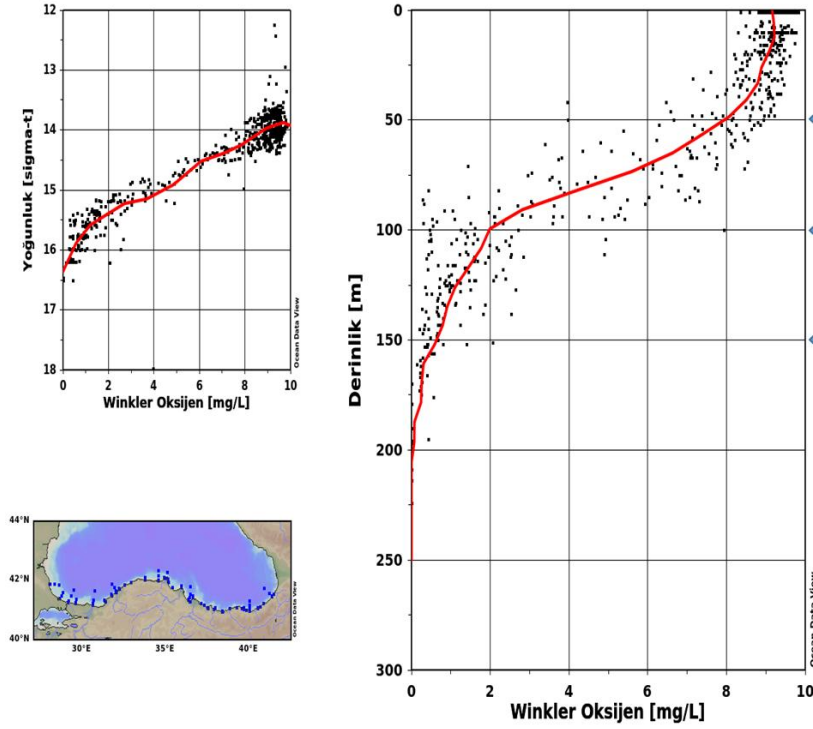 12
13
14
15
16
17
18
Yoğunluk [sigma-t]
0
2
4
6
8
10
Winkler Oksijen [mg/L]
Ocean Data View
0
50
100
150
200
250
300
Derinlik [m]
0
2
4
6
8
10
Winkler Oksijen [mg/L]
Ocean Data View
44°N
42°N
40°N
30°E
35°E
40°E
Ocean Data View